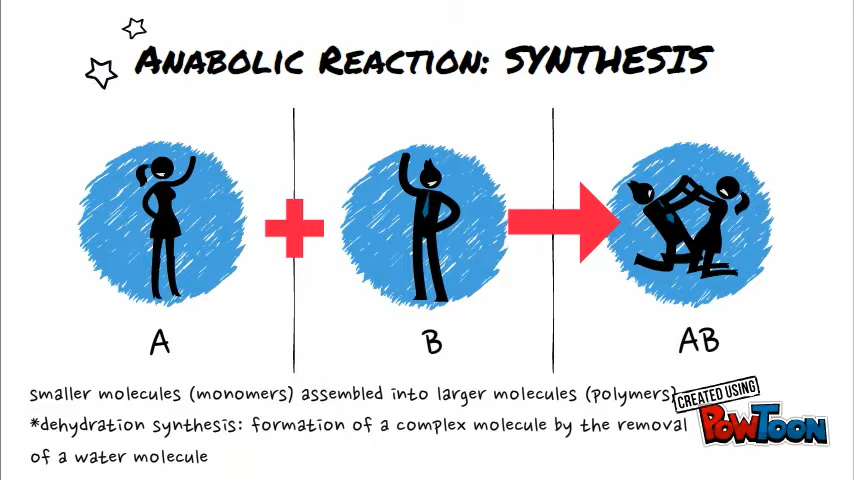 Anabolic Reaction: SYNTHESIS
A
B
AB
smaller molecules (monomers) assembled into larger molecules (polymers)
*dehydration synthesis: formation of a complex molecule by the removal
of a water molecule
CREATED USING
POWTOON